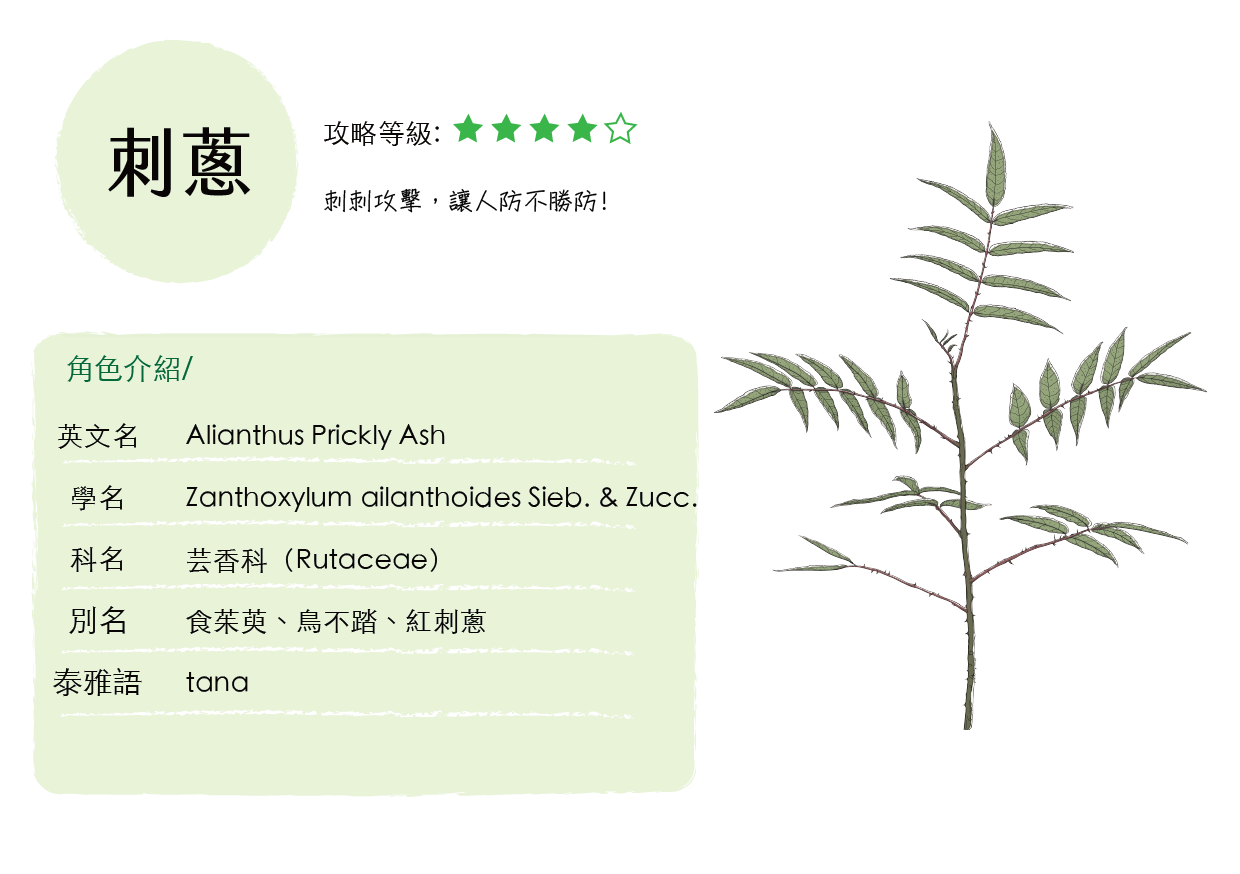 刺蔥
攻略等級: ★★★★☆
刺刺攻擊，讓人防不勝防!
角色介紹/
英文名 Alianthus Prickly Ash
學名 Zanthoxylum ailanthoides Sieb. & Zucc.
科名 芸香科（Rutaceae）
別名 食茱萸、鳥不踏、紅刺蔥
泰雅語 tana